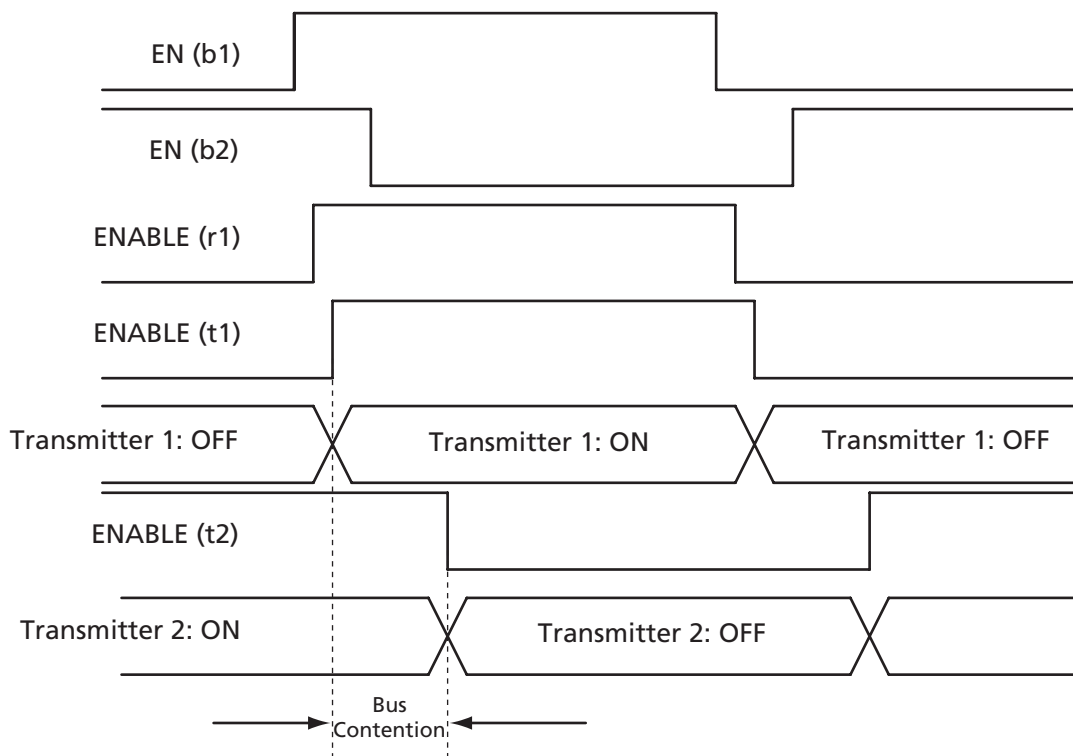 EN (b1)
EN (b2)
ENABLE (r1)
ENABLE (t1)
Transmitter 1: OFF
Transmitter 1: ON
Transmitter 1: OFF
ENABLE (t2)
Transmitter 2: ON
Transmitter 2: OFF
Bus
Contention